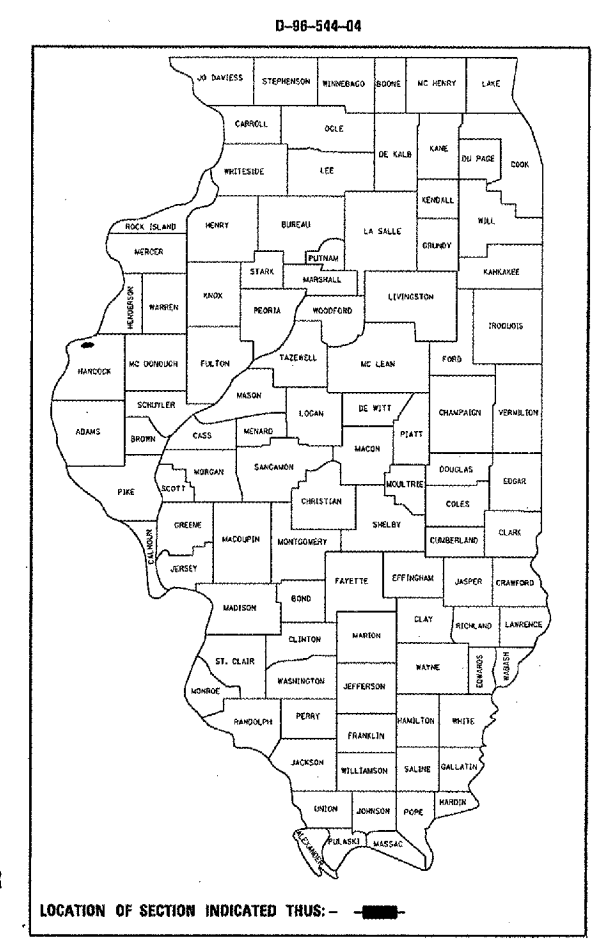 D-96-544-04
JO DAVIESS STEPHENSON WINNEBAGO BOONE MC HENRY LAKE
CARROLL OGLE
DE KALB KANE DU PAGE COOK
WHITESIDE LEE
KENDALL
ROCK ISLAND HENRY BUREAU LA SALLE WILL
MERCER PUTNAM GRUNDY
STARK MARSHALL KAHKAKEE
HENDERSON WARREN KNOX PEORIA WOODFORD LIVINGSTON IROQUOIS
HANCOCK MC DONOUGH FULTON TAZEWELL MC LEAN FORD
MASON
SCHUYLER LOGAN DE WITT CHAMPAIGN VERMILION
ADAMS BROWN CASS MENARD PIATT
MACON
MORGAN SANGAMON DOUGLAS EDGAR
PIKE SCOTT MOULTRIE
CHRISTIAN COLES
GREENE SHELBY
CALHOUN MACOUPIN MONTGOMERY CUMBERLAND CLARK
JERSEY FAYETTE EFFINGHAM JASPER CRAWFORD
MADISON BOND
CLAY RICHLAND LAWRENCE
CLINTON MARION
ST. CLAIR WAYNE EDWARDS WABASH
MONROE WASHINGTON JEFFERSON
RANDOLPH PERRY HAMILTON WHITE
FRANKLIN
JACKSON WILLIAMSON SALINE GALLATIN
UNION JOHNSON POPE HARDIN
ALEXANDER PULASKI MASSAC
LOCATION OF SECTION INDICATED THUS: -